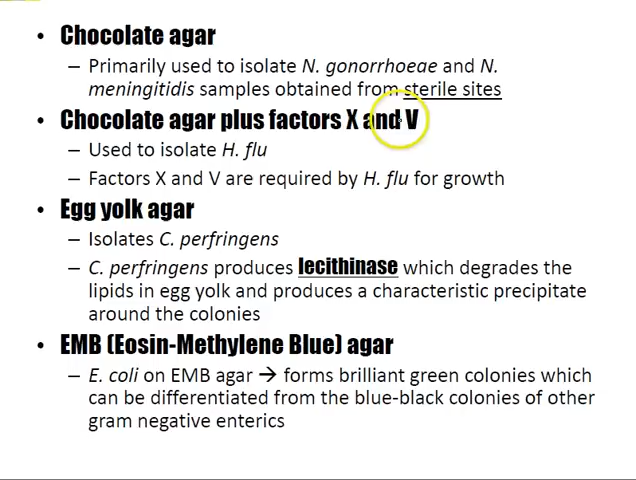 • Chocolate agar
– Primarily used to isolate N. gonorrhoeae and N.
meningitidis samples obtained from sterile sites
• Chocolate agar plus factors X and V
– Used to isolate H. flu
– Factors X and V are required by H. flu for growth
• Egg yolk agar
– Isolates C. perfringens
– C. perfringens produces lecithinase which degrades the
lipids in egg yolk and produces a characteristic precipitate
around the colonies
• EMB (Eosin-Methylene Blue) agar
– E. coli on EMB agar → forms brilliant green colonies which
can be differentiated from the blue-black colonies of other
gram negative enterics